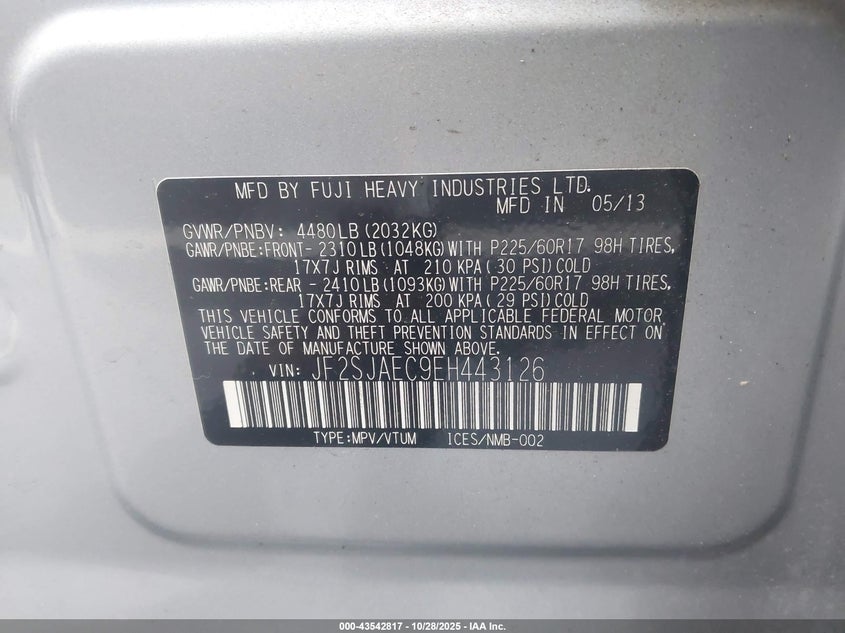 MFD BY FUJI HEAVY INDUSTRIES LTD.
MFD IN 05/13
GVWR/PNBV: 4480LB(2032KG)
GAWR/PNBE:FRONT- 2310LB(1048KG)WITH P225/60R17 98H TIRES,
17X7J RIMS AT 210 KPA( 30 PSI)COLD
GAWR/PNBE:REAR - 2410LB(1093KG)WITH P225/60R17 98H TIRES,
17X7J RIMS AT 200 KPA( 29 PSI)COLD
THIS VEHICLE CONFORMS TO ALL APPLICABLE FEDERAL MOTOR
VEHICLE SAFETY AND THEFT PREVENTION STANDARDS IN EFFECT ON
THE DATE OF MANUFACTURE SHOWN ABOVE.
VIN: JF2SJAEC9EH443126
TYPE:MPV/VTUM ICES/NMB-002
000-43542817 - 10/28/2025 - IAA Inc.